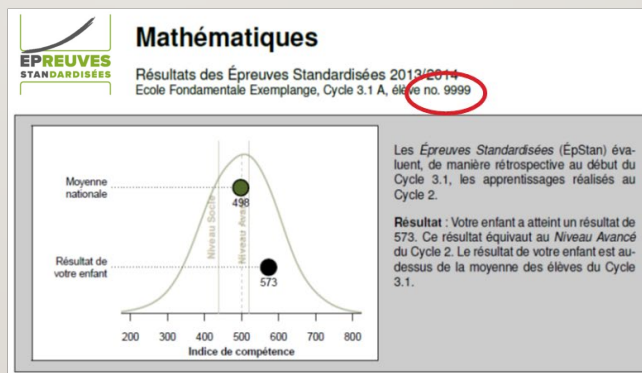 ÉPREUVES
STANDARDISÉES
Mathématiques
Résultats des Épreuves Standardisées 2013/2014
Ecole Fondamentale Exemplange, Cycle 3.1 A, élève no. 9999
Moyenne
nationale
498
Niveau Socle
Niveau Avancé
Résultat de
votre enfant
573
200 300 400 500 600 700 800
Indice de compétence
Les Épreuves Standardisées (ÉpStan) éva-
luent, de manière rétrospective au début du
Cycle 3.1, les apprentissages réalisés au
Cycle 2.
Résultat : Votre enfant a atteint un résultat de
573. Ce résultat équivaut au Niveau Avancé
du Cycle 2. Le résultat de votre enfant est au-
dessus de la moyenne des élèves du Cycle
3.1.